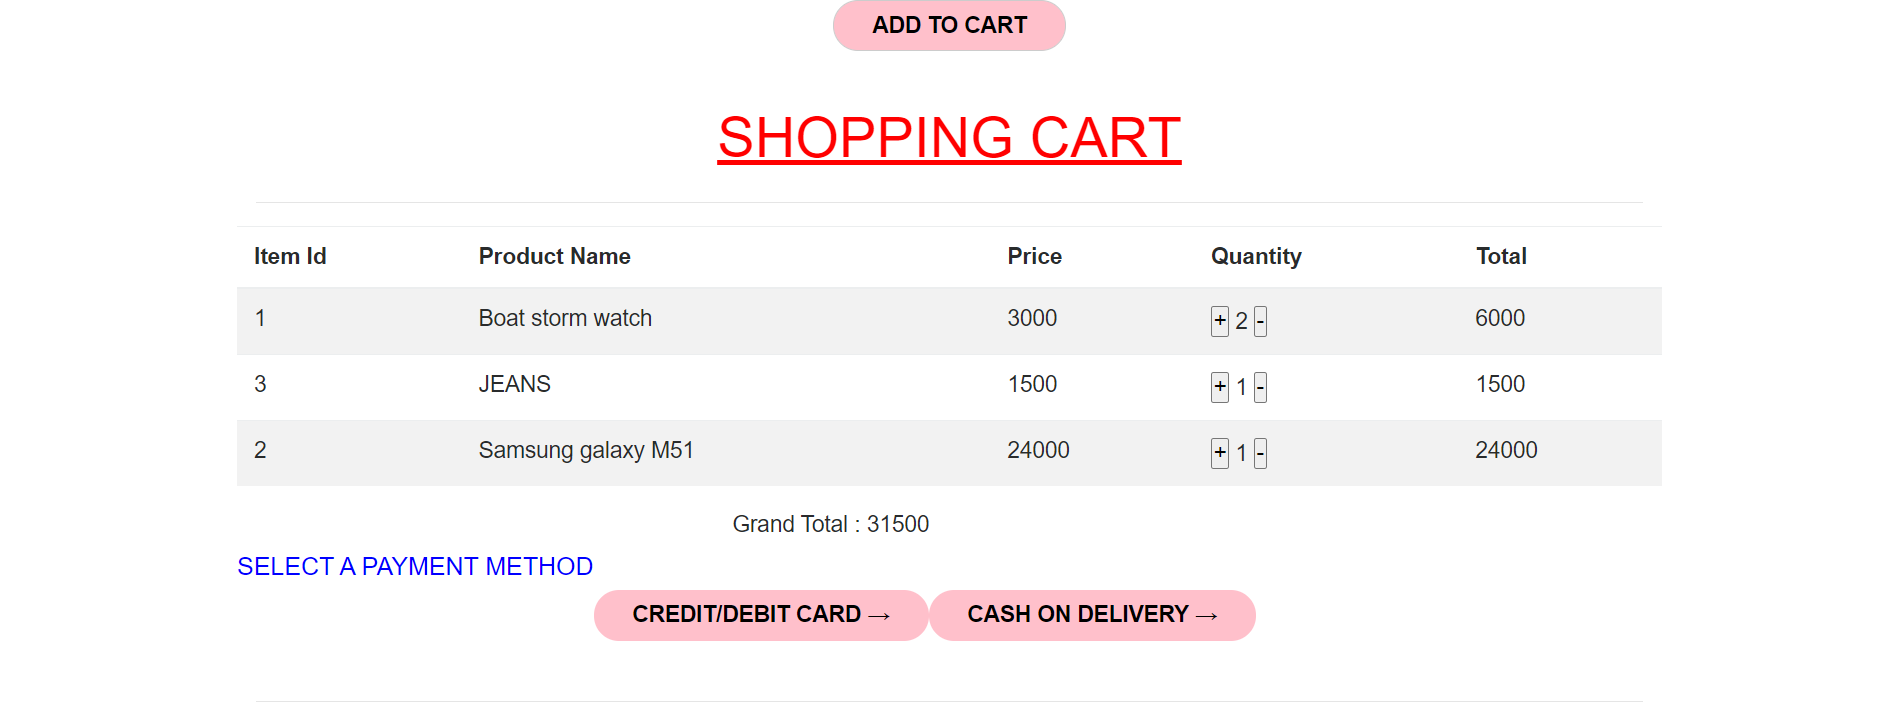 ADD TO CART
SHOPPING CART
Item Id Product Name Price Quantity Total
1 Boat storm watch 3000 + 2 - 6000
3 JEANS 1500 + 1 - 1500
2 Samsung galaxy M51 24000 + 1 - 24000
Grand Total : 31500
SELECT A PAYMENT METHOD
CREDIT/DEBIT CARD → CASH ON DELIVERY →